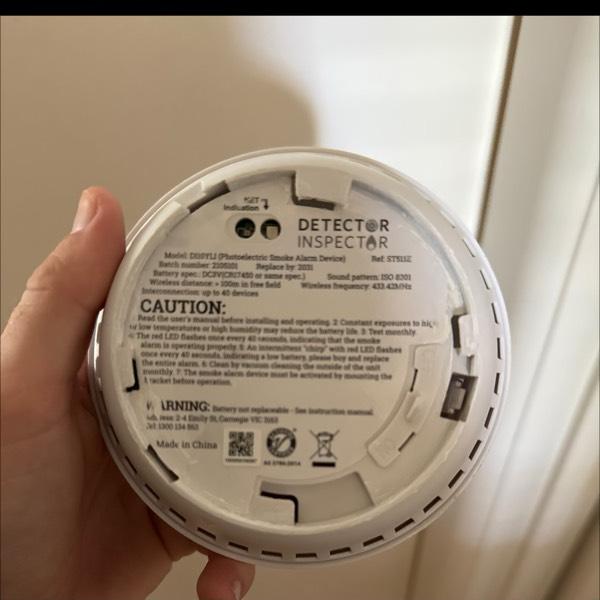 SET
Indication
DETECTOR
INSPECTOR
Model: DI10YLI (Photoelectric Smoke Alarm Device) Ref: ST511Z
Batch number: 2105101 Replace by: 2031
Battery spec.: DC3V(CR17450 or same spec.) Sound pattern: ISO 8201
Wireless distance: > 100m in free field Wireless frequency: 433.42MHz
Interconnection: up to 40 devices
CAUTION:
Read the user's manual before installing and operating. 2: Constant exposures to high
or low temperatures or high humidity may reduce the battery life. 3: Test monthly.
The red LED flashes once every 40 seconds, indicating that the smoke
alarm is operating properly. 5: An intermittent "chirp" with red LED flashes
once every 40 seconds, indicating a low battery, please buy and replace
the entire alarm. 6: Clean by vacuum cleaning the outside of the unit
monthly. 7: The smoke alarm device must be activated by mounting the
bracket before operation.
WARNING: Battery not replaceable - See instruction manual.
2-4 Emily St, Carnegie VIC 3163
Tel: 1300 134 563
Made in China
AS 3786:2014